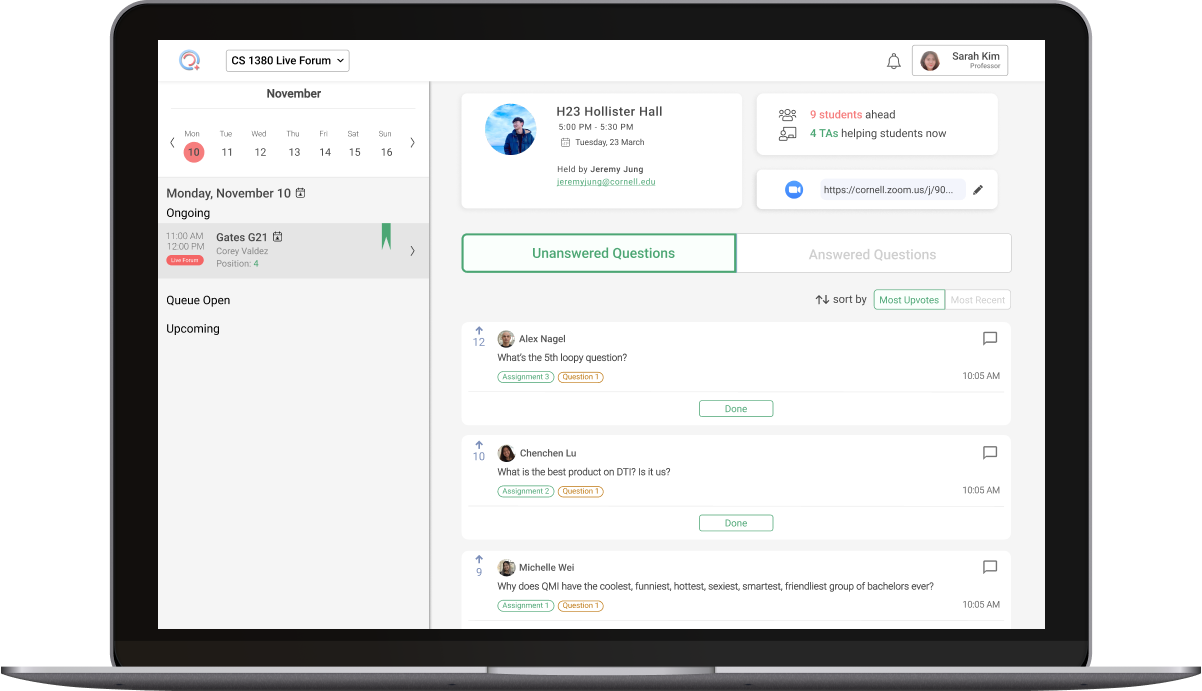 CS 1380 Live Forum
Sarah Kim
Professor
November
Mon Tue Wed Thu Fri Sat Sun
10 11 12 13 14 15 16
Monday, November 10
Ongoing
11:00 AM
12:00 PM
Live Forum
Gates G21
Corey Valdez
Position: 4
Queue Open
Upcoming
H23 Hollister Hall
5:00 PM - 5:30 PM
Tuesday, 23 March
Held by Jeremy Jung
jeremyjung@cornell.edu
9 students ahead
4 TAs helping students now
https://cornell.zoom.us/j/90...
Unanswered Questions
Answered Questions
sort by
Most Upvotes
Most Recent
12
Alex Nagel
What's the 5th loopy question?
Assignment 3
Question 1
10:05 AM
Done
10
Chenchen Lu
What is the best product on DTI? Is it us?
Assignment 2
Question 1
10:05 AM
Done
9
Michelle Wei
Why does QMI have the coolest, funniest, hottest, sexiest, smartest, friendliest group of bachelors ever?
Assignment 1
Question 1
10:05 AM